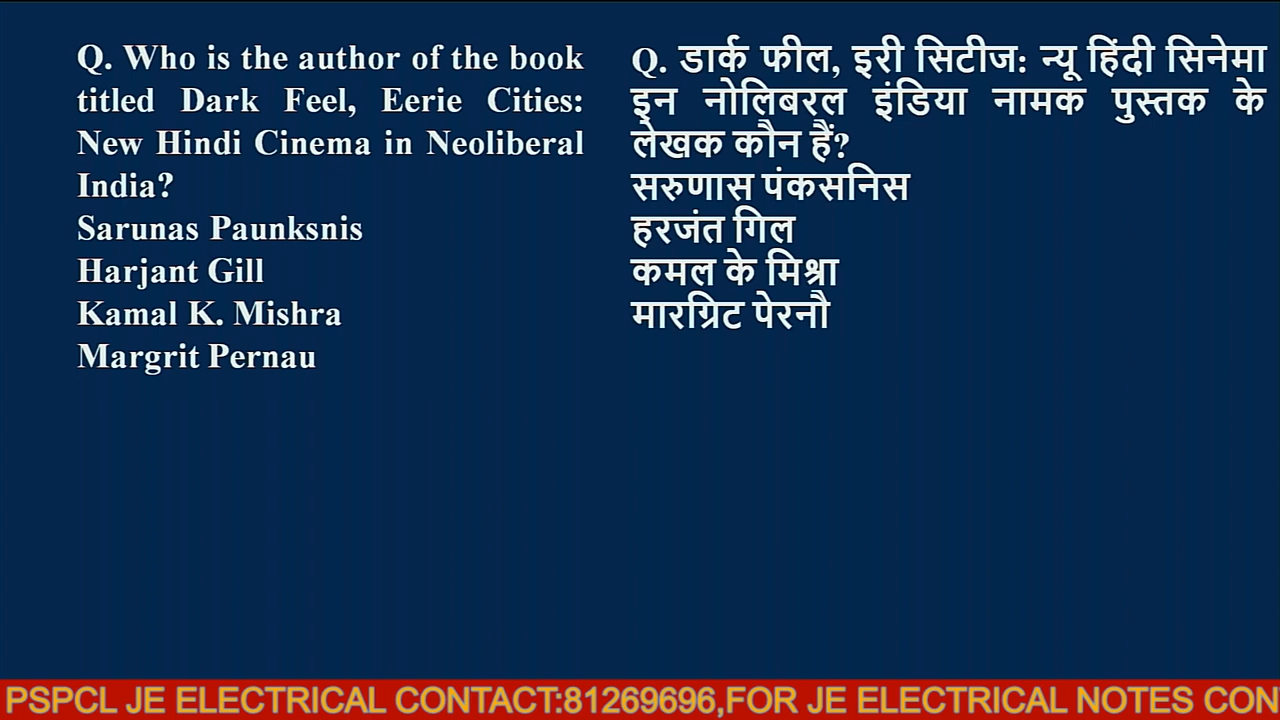 Q. Who is the author of the book
titled Dark Feel, Eerie Cities:
New Hindi Cinema in Neoliberal
India?
Sarunas Paunksnis
Harjant Gill
Kamal K. Mishra
Margrit Pernau
Q. डार्क फील, इरी सिटीज: न्यू हिंदी सिनेमा
इन नोलिबरल इंडिया नामक पुस्तक के
लेखक कौन हैं?
सरुणास पंकसनिस
हरजंत गिल
कमल के मिश्रा
मारग्रिट पेरनौ
PSPCL JE ELECTRICAL CONTACT:81269696,FOR JE ELECTRICAL NOTES CON